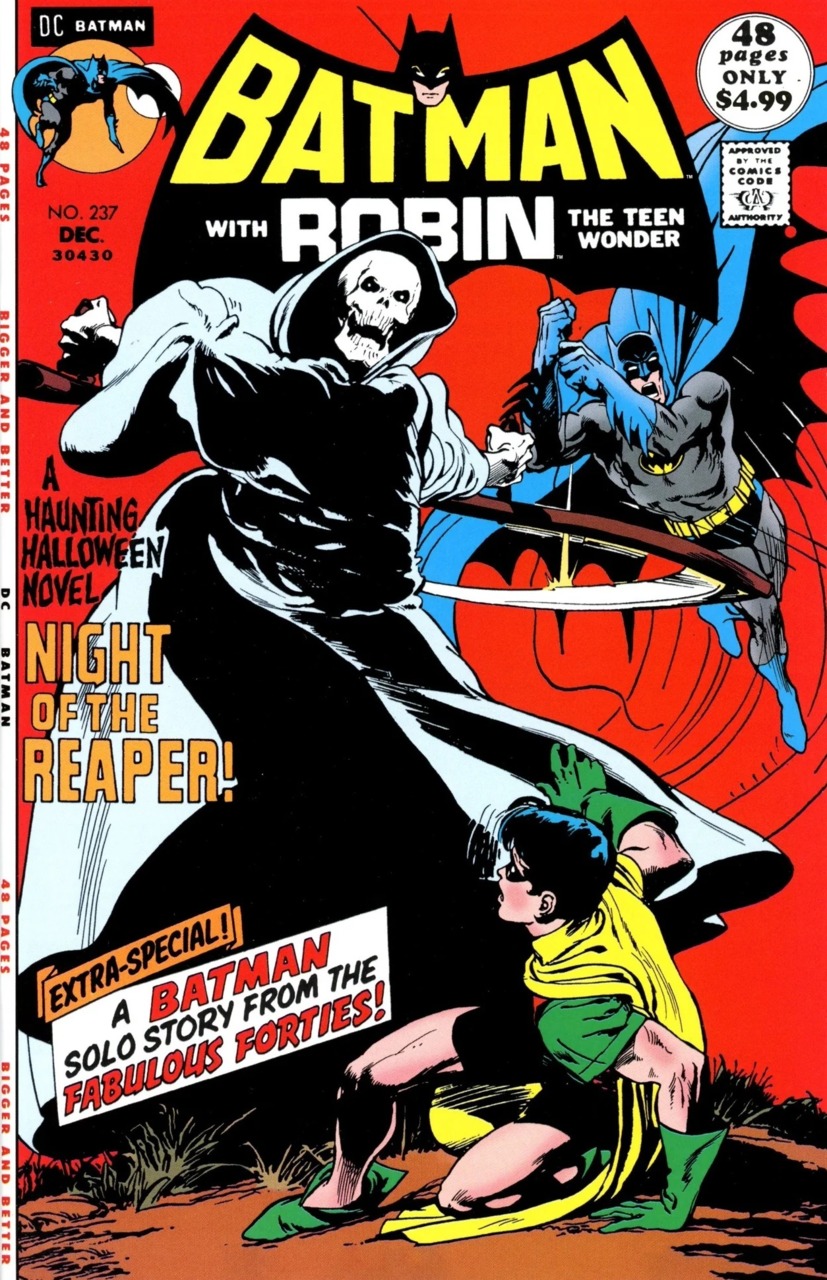 DC BATMAN
BATMAN
TM
WITH ROBIN THE TEEN
WONDER
TM
48
pages
ONLY
$4.99
APPROVED
BY THE
COMICS
CODE
CA
AUTHORITY
NO. 237
DEC.
30430
A
HAUNTING
HALLOWEEN
NOVEL
NIGHT
OF THE
REAPER!
EXTRA-SPECIAL!
A BATMAN
SOLO STORY FROM THE
FABULOUS FORTIES!
48 PAGES
BIGGER AND BETTER
DC BATMAN
48 PAGES
BIGGER AND BETTER